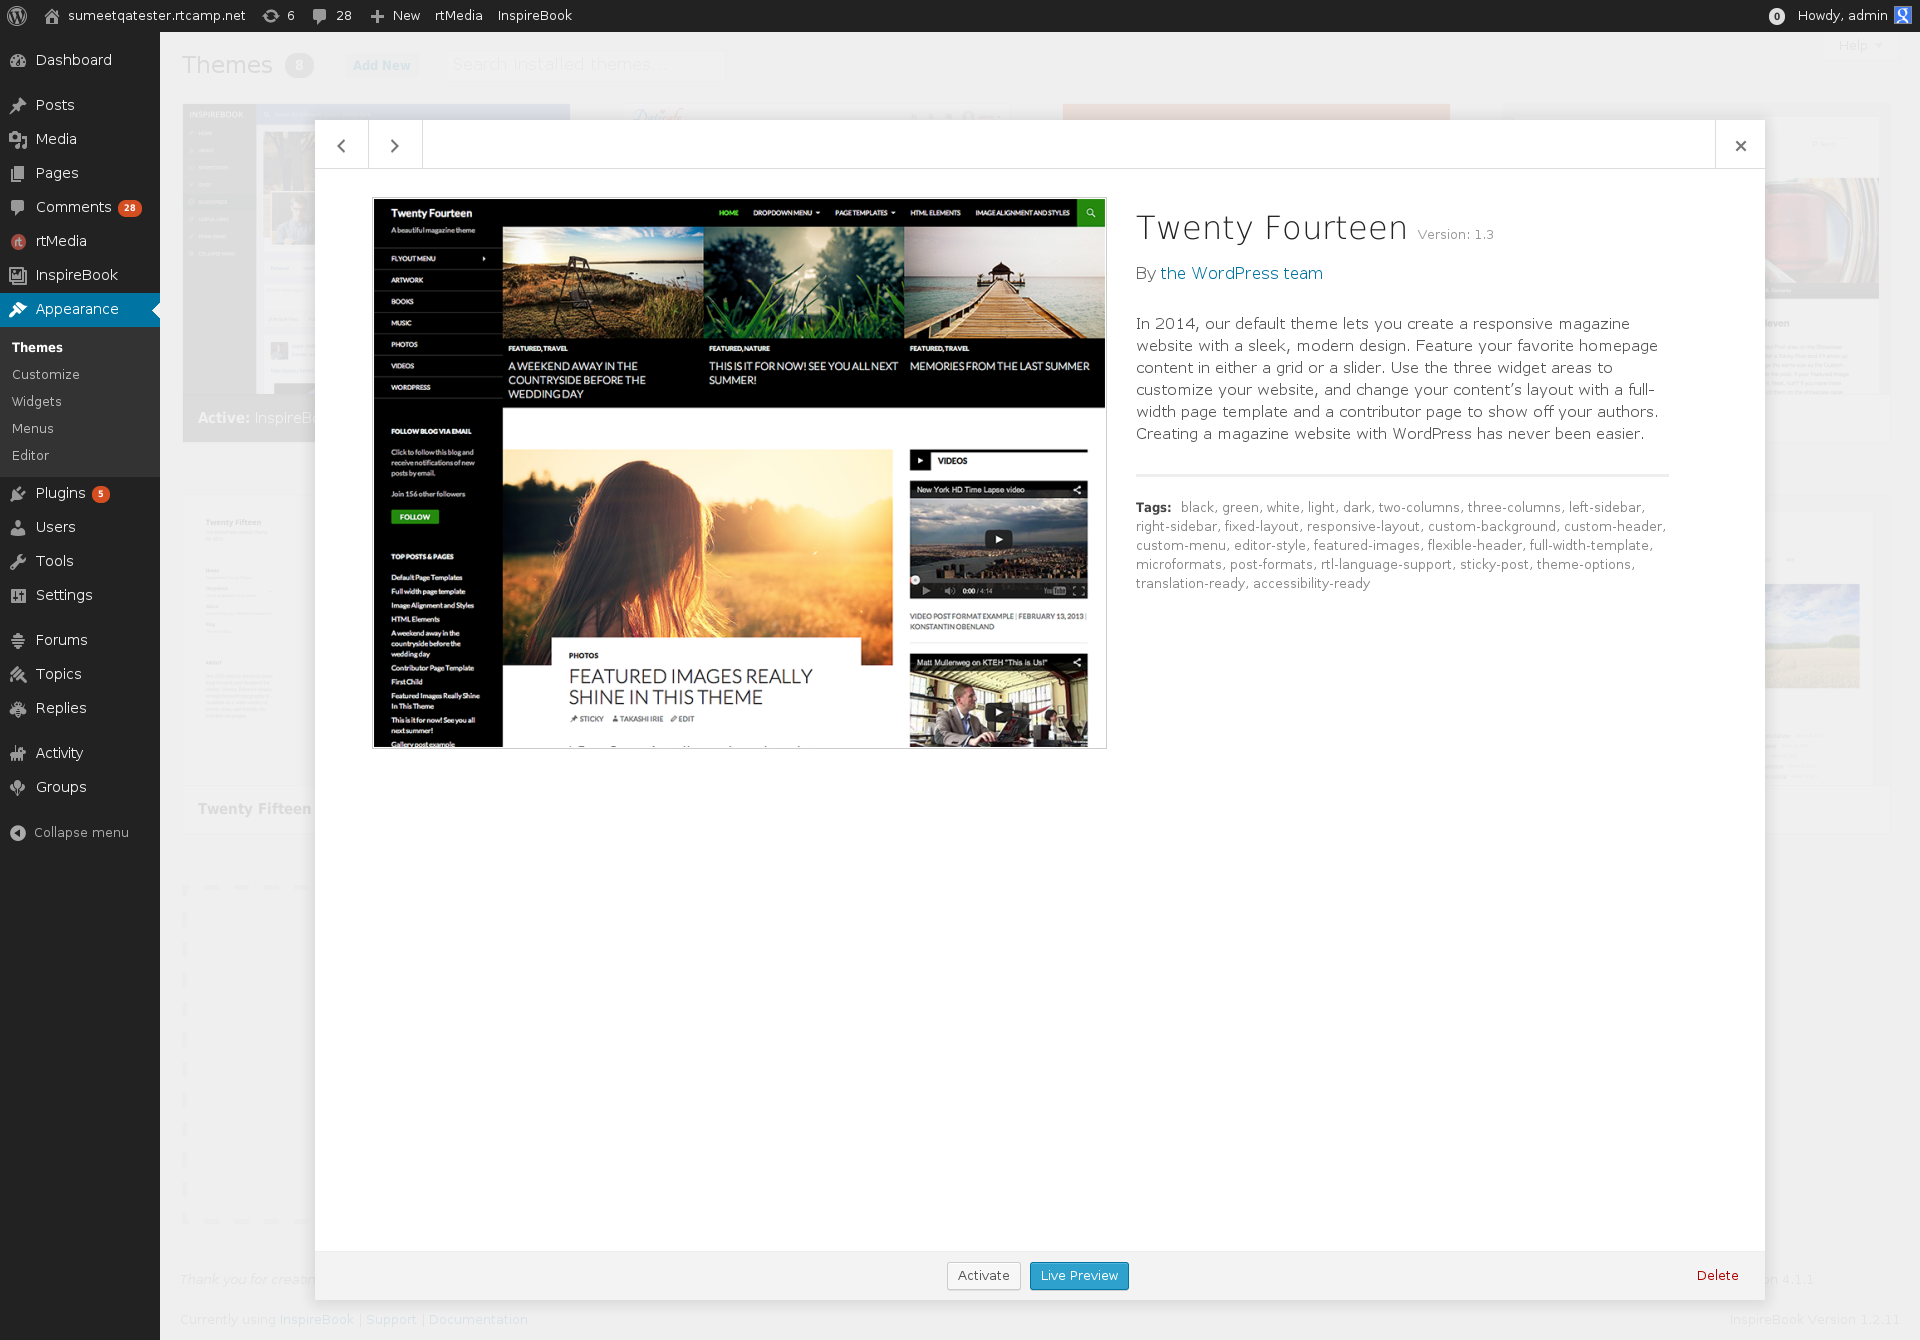 sumeetqatester.rtcamp.net 6 28 New rtMedia InspireBook 0 Howdy, admin
Dashboard
Posts
Media
Pages
Comments 28
rtMedia
InspireBook
Appearance
Themes
Customize
Widgets
Menus
Editor
Plugins 5
Users
Tools
Settings
Forums
Topics
Replies
Activity
Groups
Collapse menu
Themes 8 Add New Search installed themes... Help
INSPIREBOOK
Active: InspireBo
Twenty Fifteen
Twenty Fifteen
Twenty Fourteen
A beautiful magazine theme
HOME DROPDOWN MENU PAGE TEMPLATES HTML ELEMENTS IMAGE ALIGNMENT AND STYLES
FLYOUT MENU
ARTWORK
BOOKS
MUSIC
PHOTOS
VIDEOS
WORDPRESS
FEATURED, TRAVEL
A WEEKEND AWAY IN THE
COUNTRYSIDE BEFORE THE
WEDDING DAY
FEATURED, NATURE
THIS IS IT FOR NOW! SEE YOU ALL NEXT
SUMMER!
FEATURED, TRAVEL
MEMORIES FROM THE LAST SUMMER
FOLLOW BLOG VIA EMAIL
Click to follow this blog and
receive notifications of new
posts by email.
Join 156 other followers
FOLLOW
TOP POSTS & PAGES
Default Page Templates
Full width page template
Image Alignment and Styles
HTML Elements
A weekend away in the
countryside before the
wedding day
Contributor Page Template
First Child
Featured Images Really Shine
In This Theme
This is it for now! See you all
next summer!
Gallery post example
PHOTOS
FEATURED IMAGES REALLY
SHINE IN THIS THEME
STICKY TAKASHI IRIE EDIT
VIDEOS
New York HD Time Lapse video
0:00 / 4:14 YouTube
VIDEO POST FORMAT EXAMPLE | FEBRUARY 13, 2013 |
KONSTANTIN OBENLAND
Matt Mullenweg on KTEH "This is Us!"
Twenty Fourteen Version: 1.3
By the WordPress team
In 2014, our default theme lets you create a responsive magazine
website with a sleek, modern design. Feature your favorite homepage
content in either a grid or a slider. Use the three widget areas to
customize your website, and change your content’s layout with a full-
width page template and a contributor page to show off your authors.
Creating a magazine website with WordPress has never been easier.
Tags: black, green, white, light, dark, two-columns, three-columns, left-sidebar,
right-sidebar, fixed-layout, responsive-layout, custom-background, custom-header,
custom-menu, editor-style, featured-images, flexible-header, full-width-template,
microformats, post-formats, rtl-language-support, sticky-post, theme-options,
translation-ready, accessibility-ready
Activate Live Preview Delete
Thank you for creatin
on 4.1.1
Currently using InspireBook | Support | Documentation
InspireBook Version 1.2.11